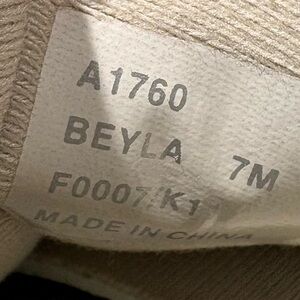 A1760
BEYLA 7M
F0007/K1
MADE IN CHINA